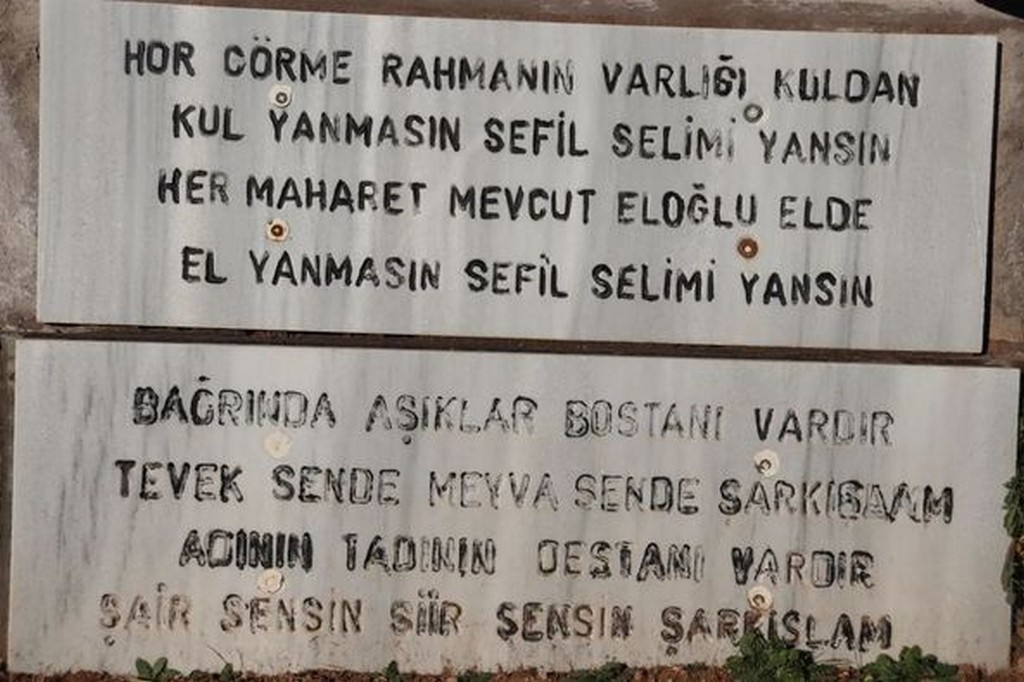 HOR GÖRME RAHMANIN VARLIĞI KULDAN
KUL YANMASIN SEFİL SELİMİ YANSIN
HER MAHARET MEVCUT ELOĞLU ELDE
EL YANMASIN SEFİL SELİMİ YANSIN
BAĞRINDA AŞIKLAR BOSTANI VARDIR
TEVEK SENDE MEYVA SENDE ŞARKIŞLAM
ADININ TADININ DESTANI VARDIR
ŞAİR SENSİN ŞİİR SENSİN ŞARKIŞLAM